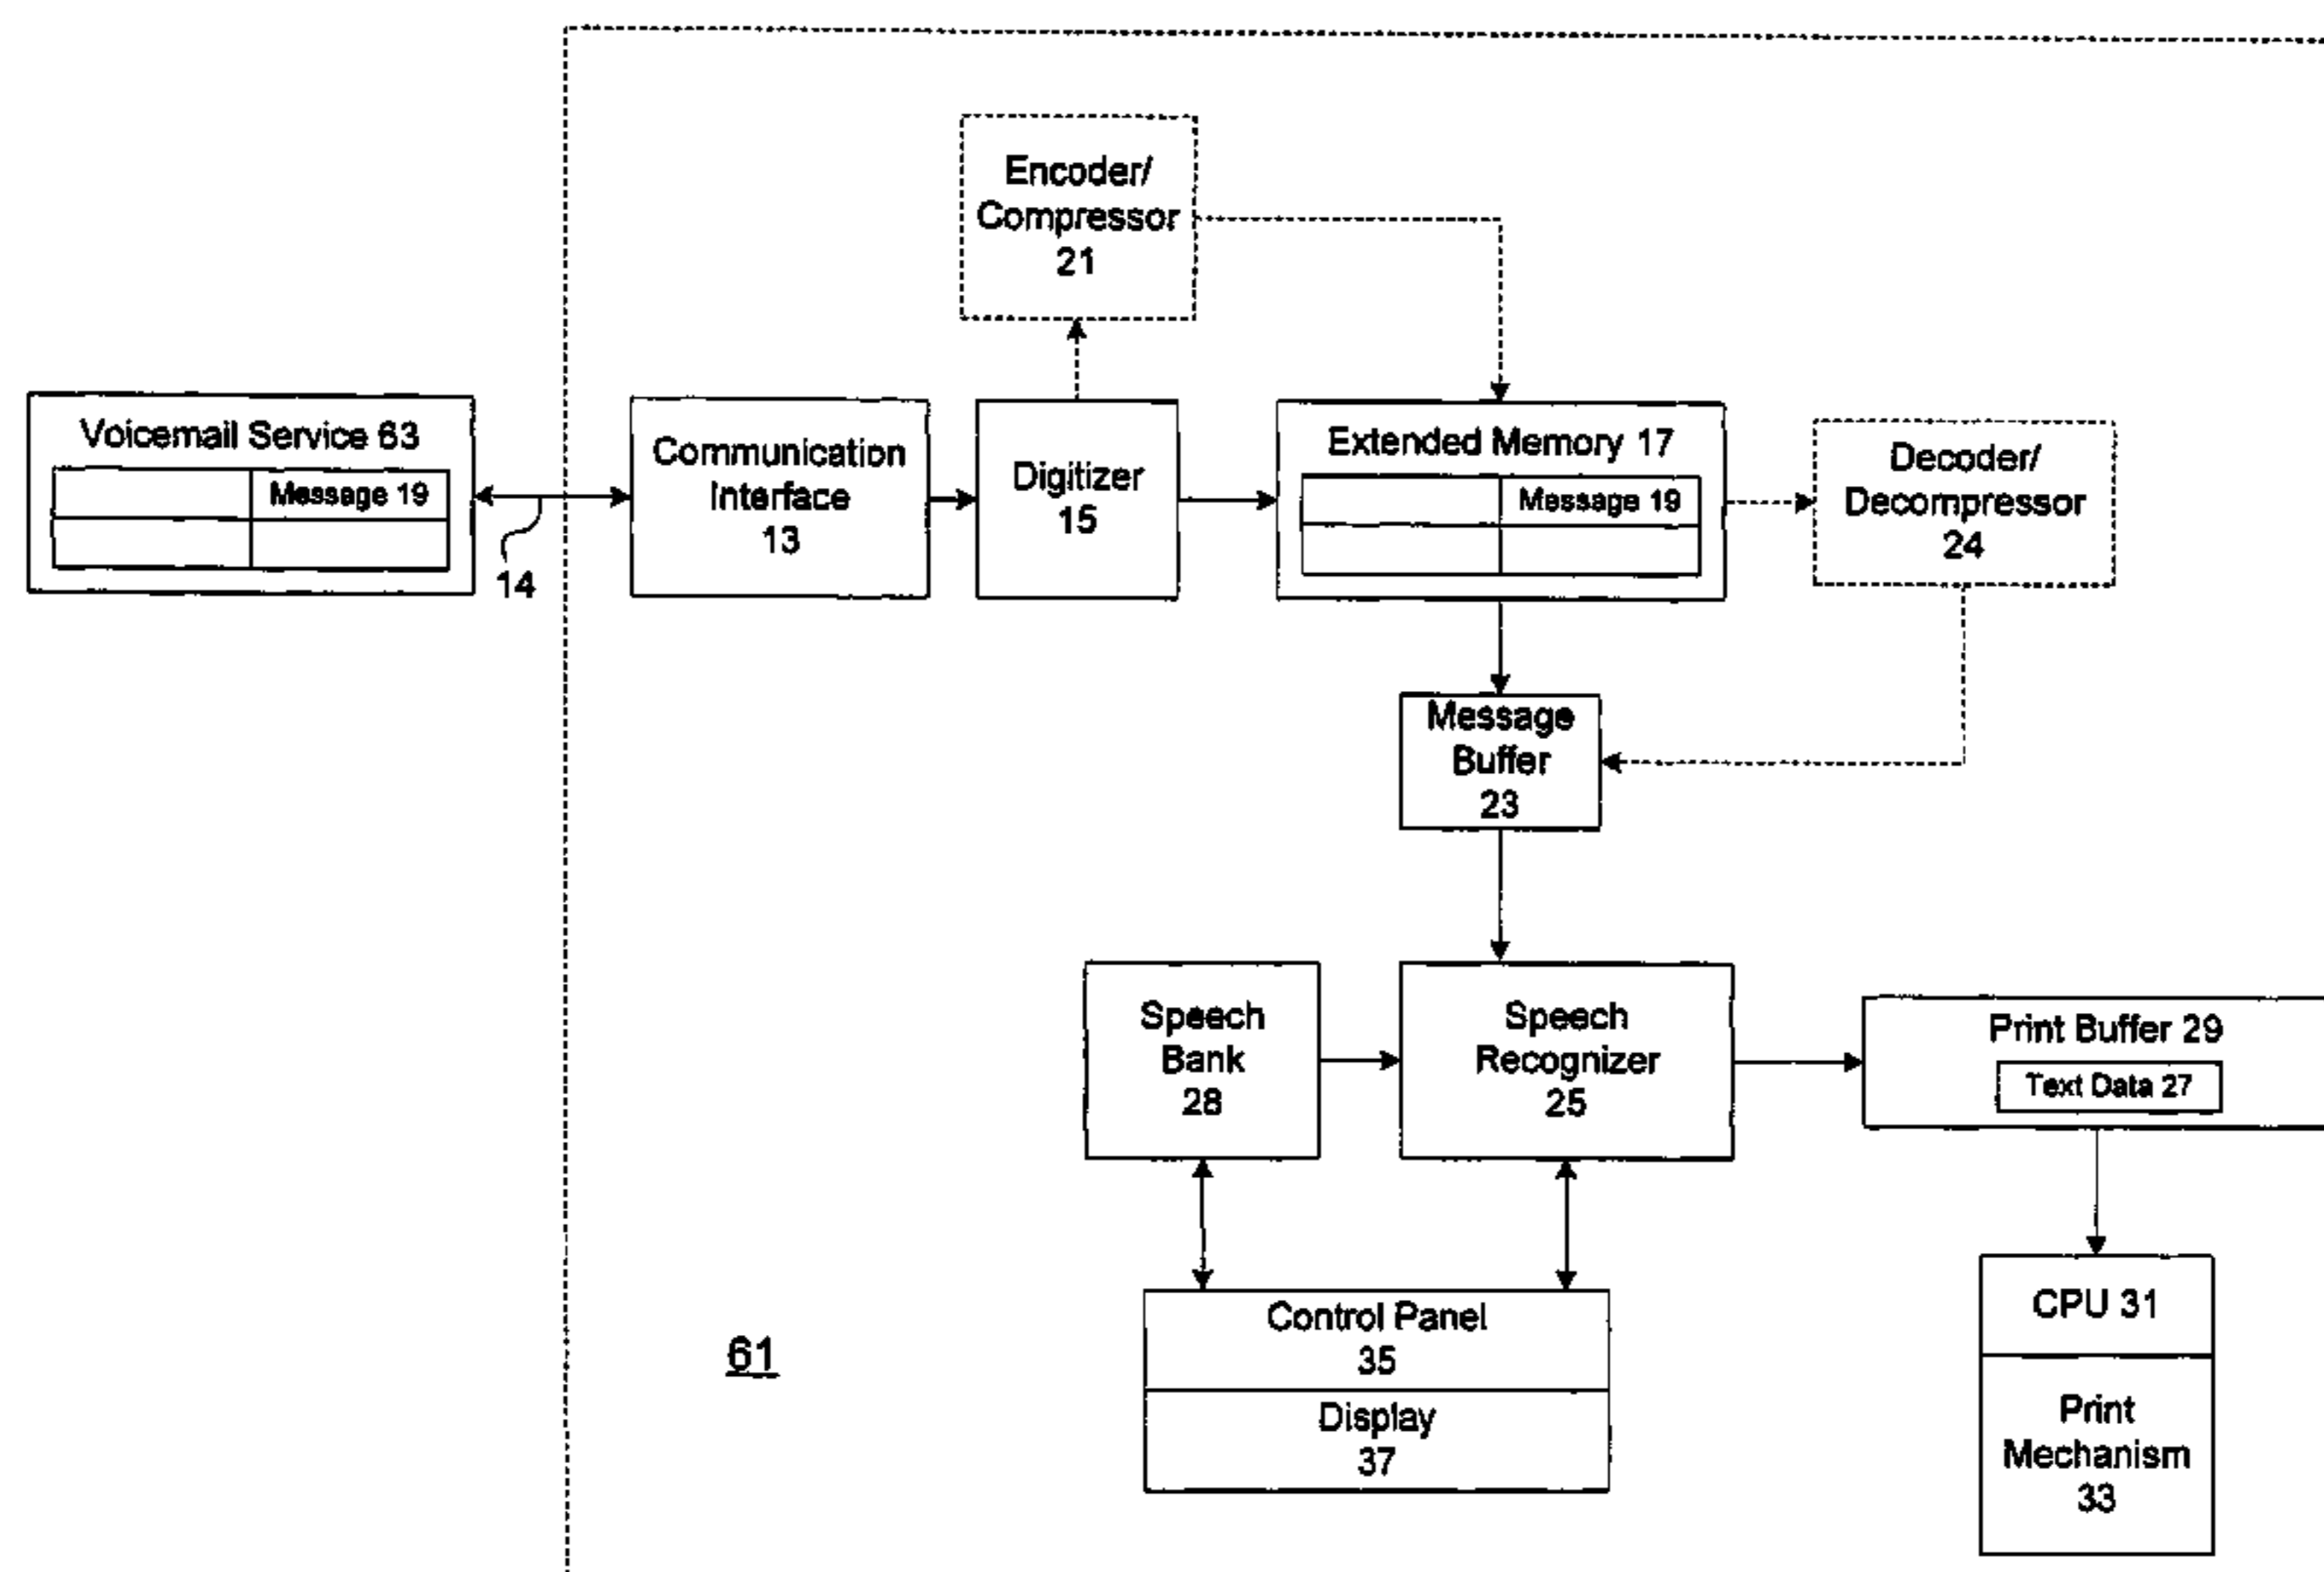 Encoder/
Compressor
21
Voicemail Service 63
Message 19
14
Communication
Interface
13
Digitizer
15
Extended Memory 17
Message 19
Decoder/
Decompressor
24
Message
Buffer
23
Speech
Bank
28
Speech
Recognizer
25
Print Buffer 29
Text Data 27
Control Panel
35
Display
37
61
CPU 31
Print
Mechanism
33